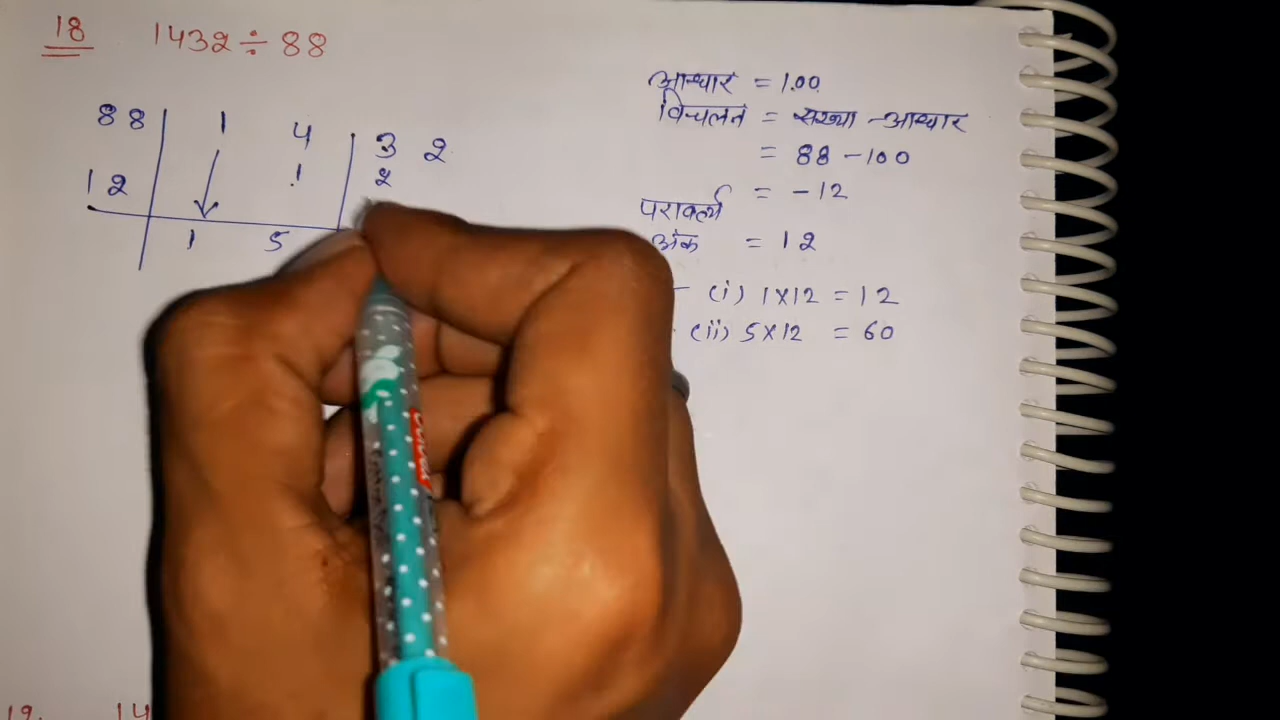 18 1432 ÷ 88
88 1 4 3 2
12 1 2
1 5
आधार = 100
विचलन = संख्या - आधार
= 88 - 100
= - 12
परावर्त्य
अंक = 12
(i) 1×12 = 12
(ii) 5×12 = 60